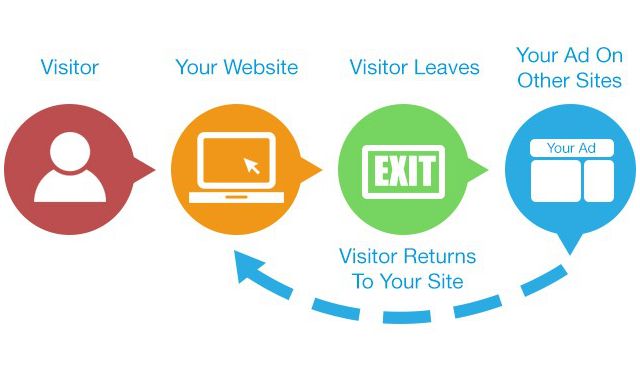 Visitor
Your Website
Visitor Leaves
Your Ad On
Other Sites
EXIT
Your Ad
Visitor Returns
To Your Site